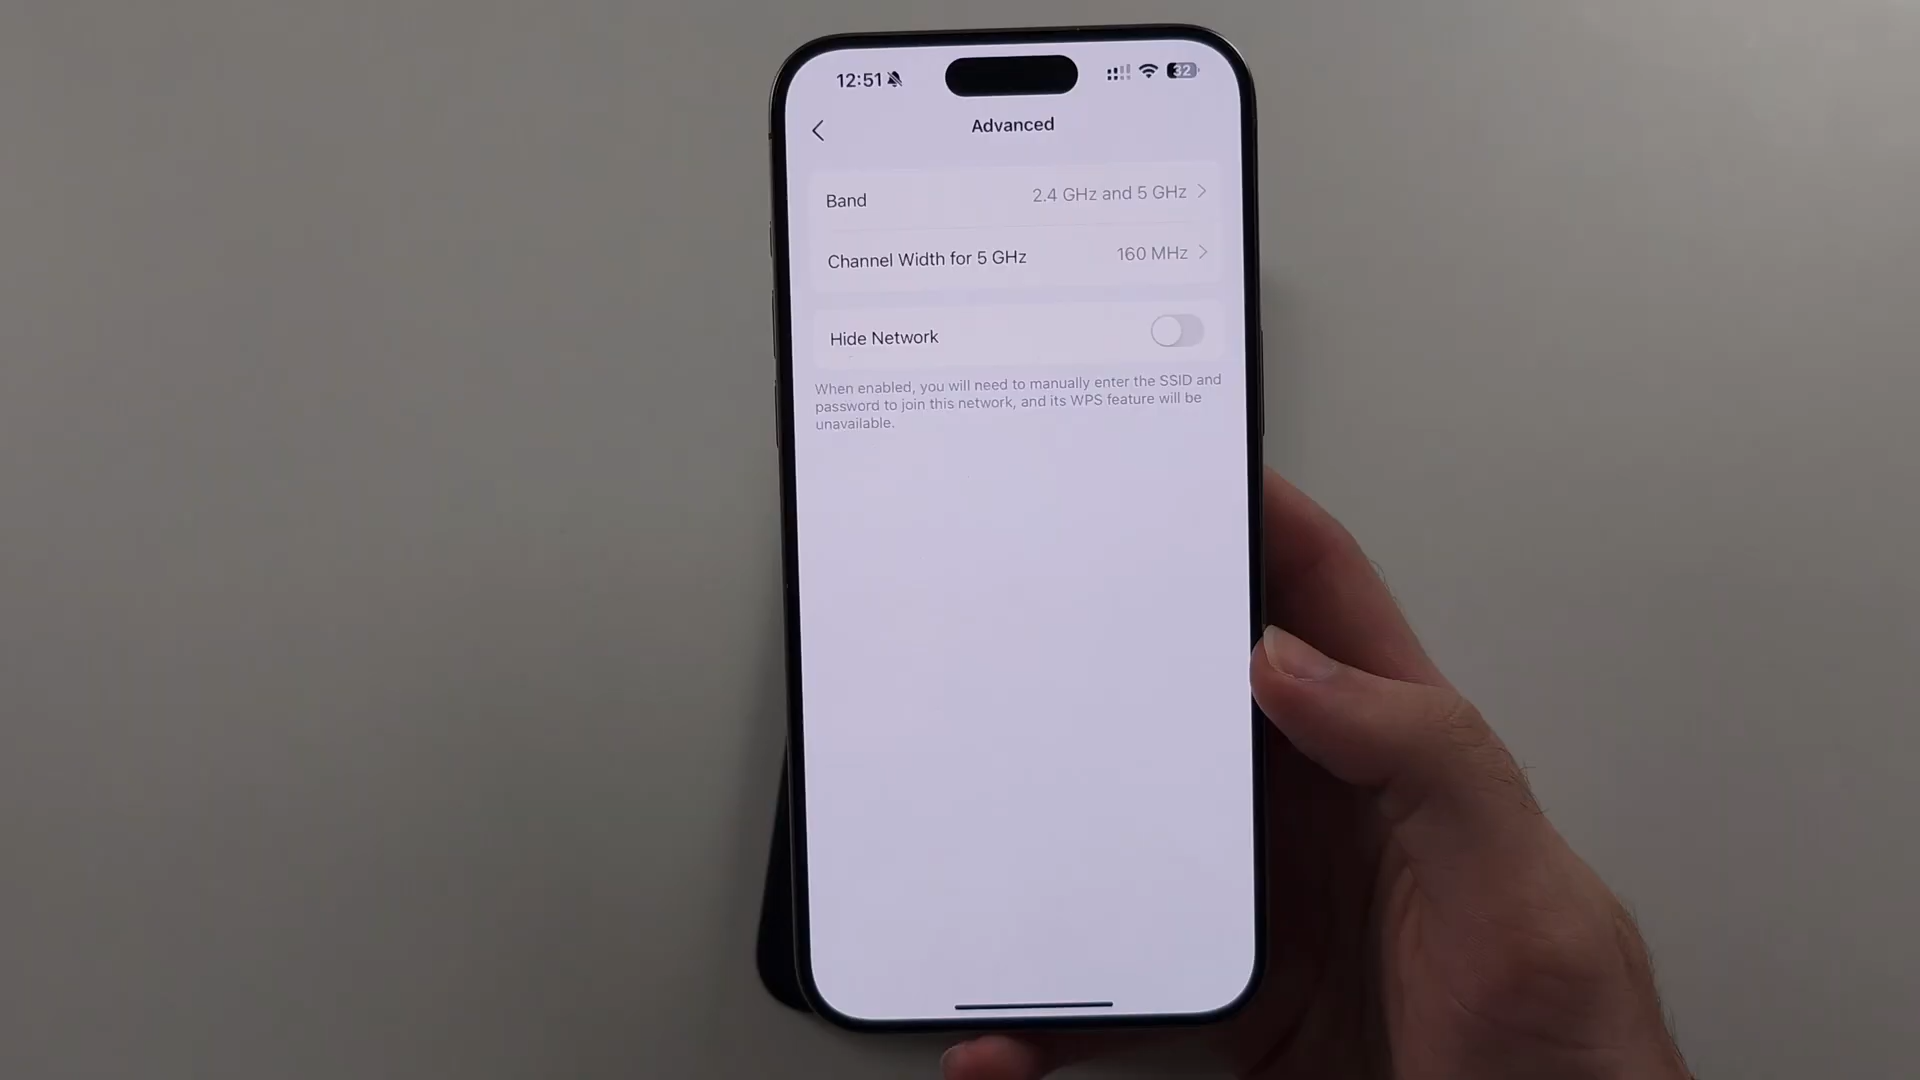 12:51
32
Advanced
Band 2.4 GHz and 5 GHz
Channel Width for 5 GHz 160 MHz
Hide Network
When enabled, you will need to manually enter the SSID and
password to join this network, and its WPS feature will be
unavailable.